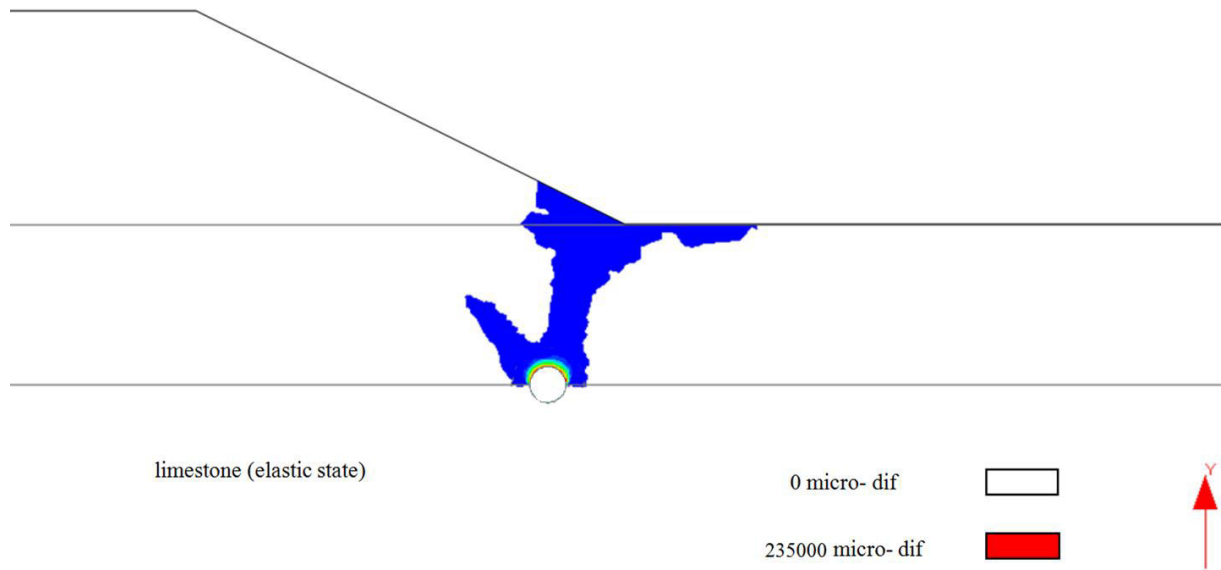 limestone (elastic state)
0 micro- dif
235000 micro- dif
Y